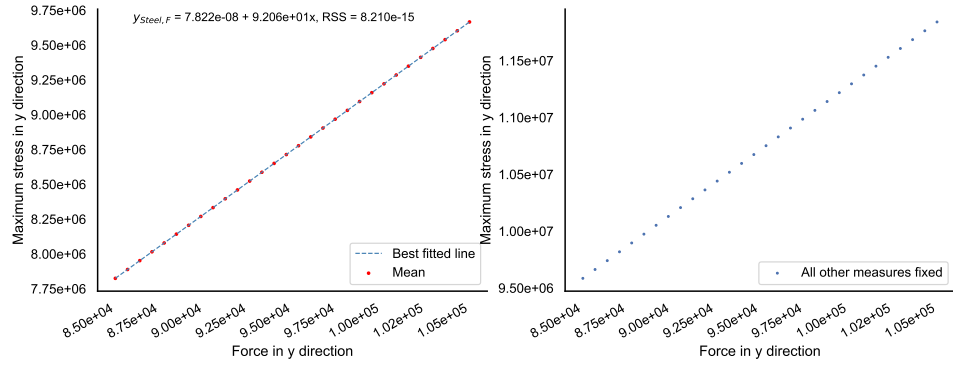 y_{Steel, F} = 7.822e-08 + 9.206e+01x, RSS = 8.210e-15
Maximum stress in y direction
9.75e+06
9.50e+06
9.25e+06
9.00e+06
8.75e+06
8.50e+06
8.25e+06
8.00e+06
7.75e+06
Best fitted line
Mean
8.50e+04
8.75e+04
9.00e+04
9.25e+04
9.50e+04
9.75e+04
1.00e+05
1.02e+05
1.05e+05
Force in y direction
Maximum stress in y direction
1.15e+07
1.10e+07
1.05e+07
1.00e+07
9.50e+06
All other measures fixed
8.50e+04
8.75e+04
9.00e+04
9.25e+04
9.50e+04
9.75e+04
1.00e+05
1.02e+05
1.05e+05
Force in y direction